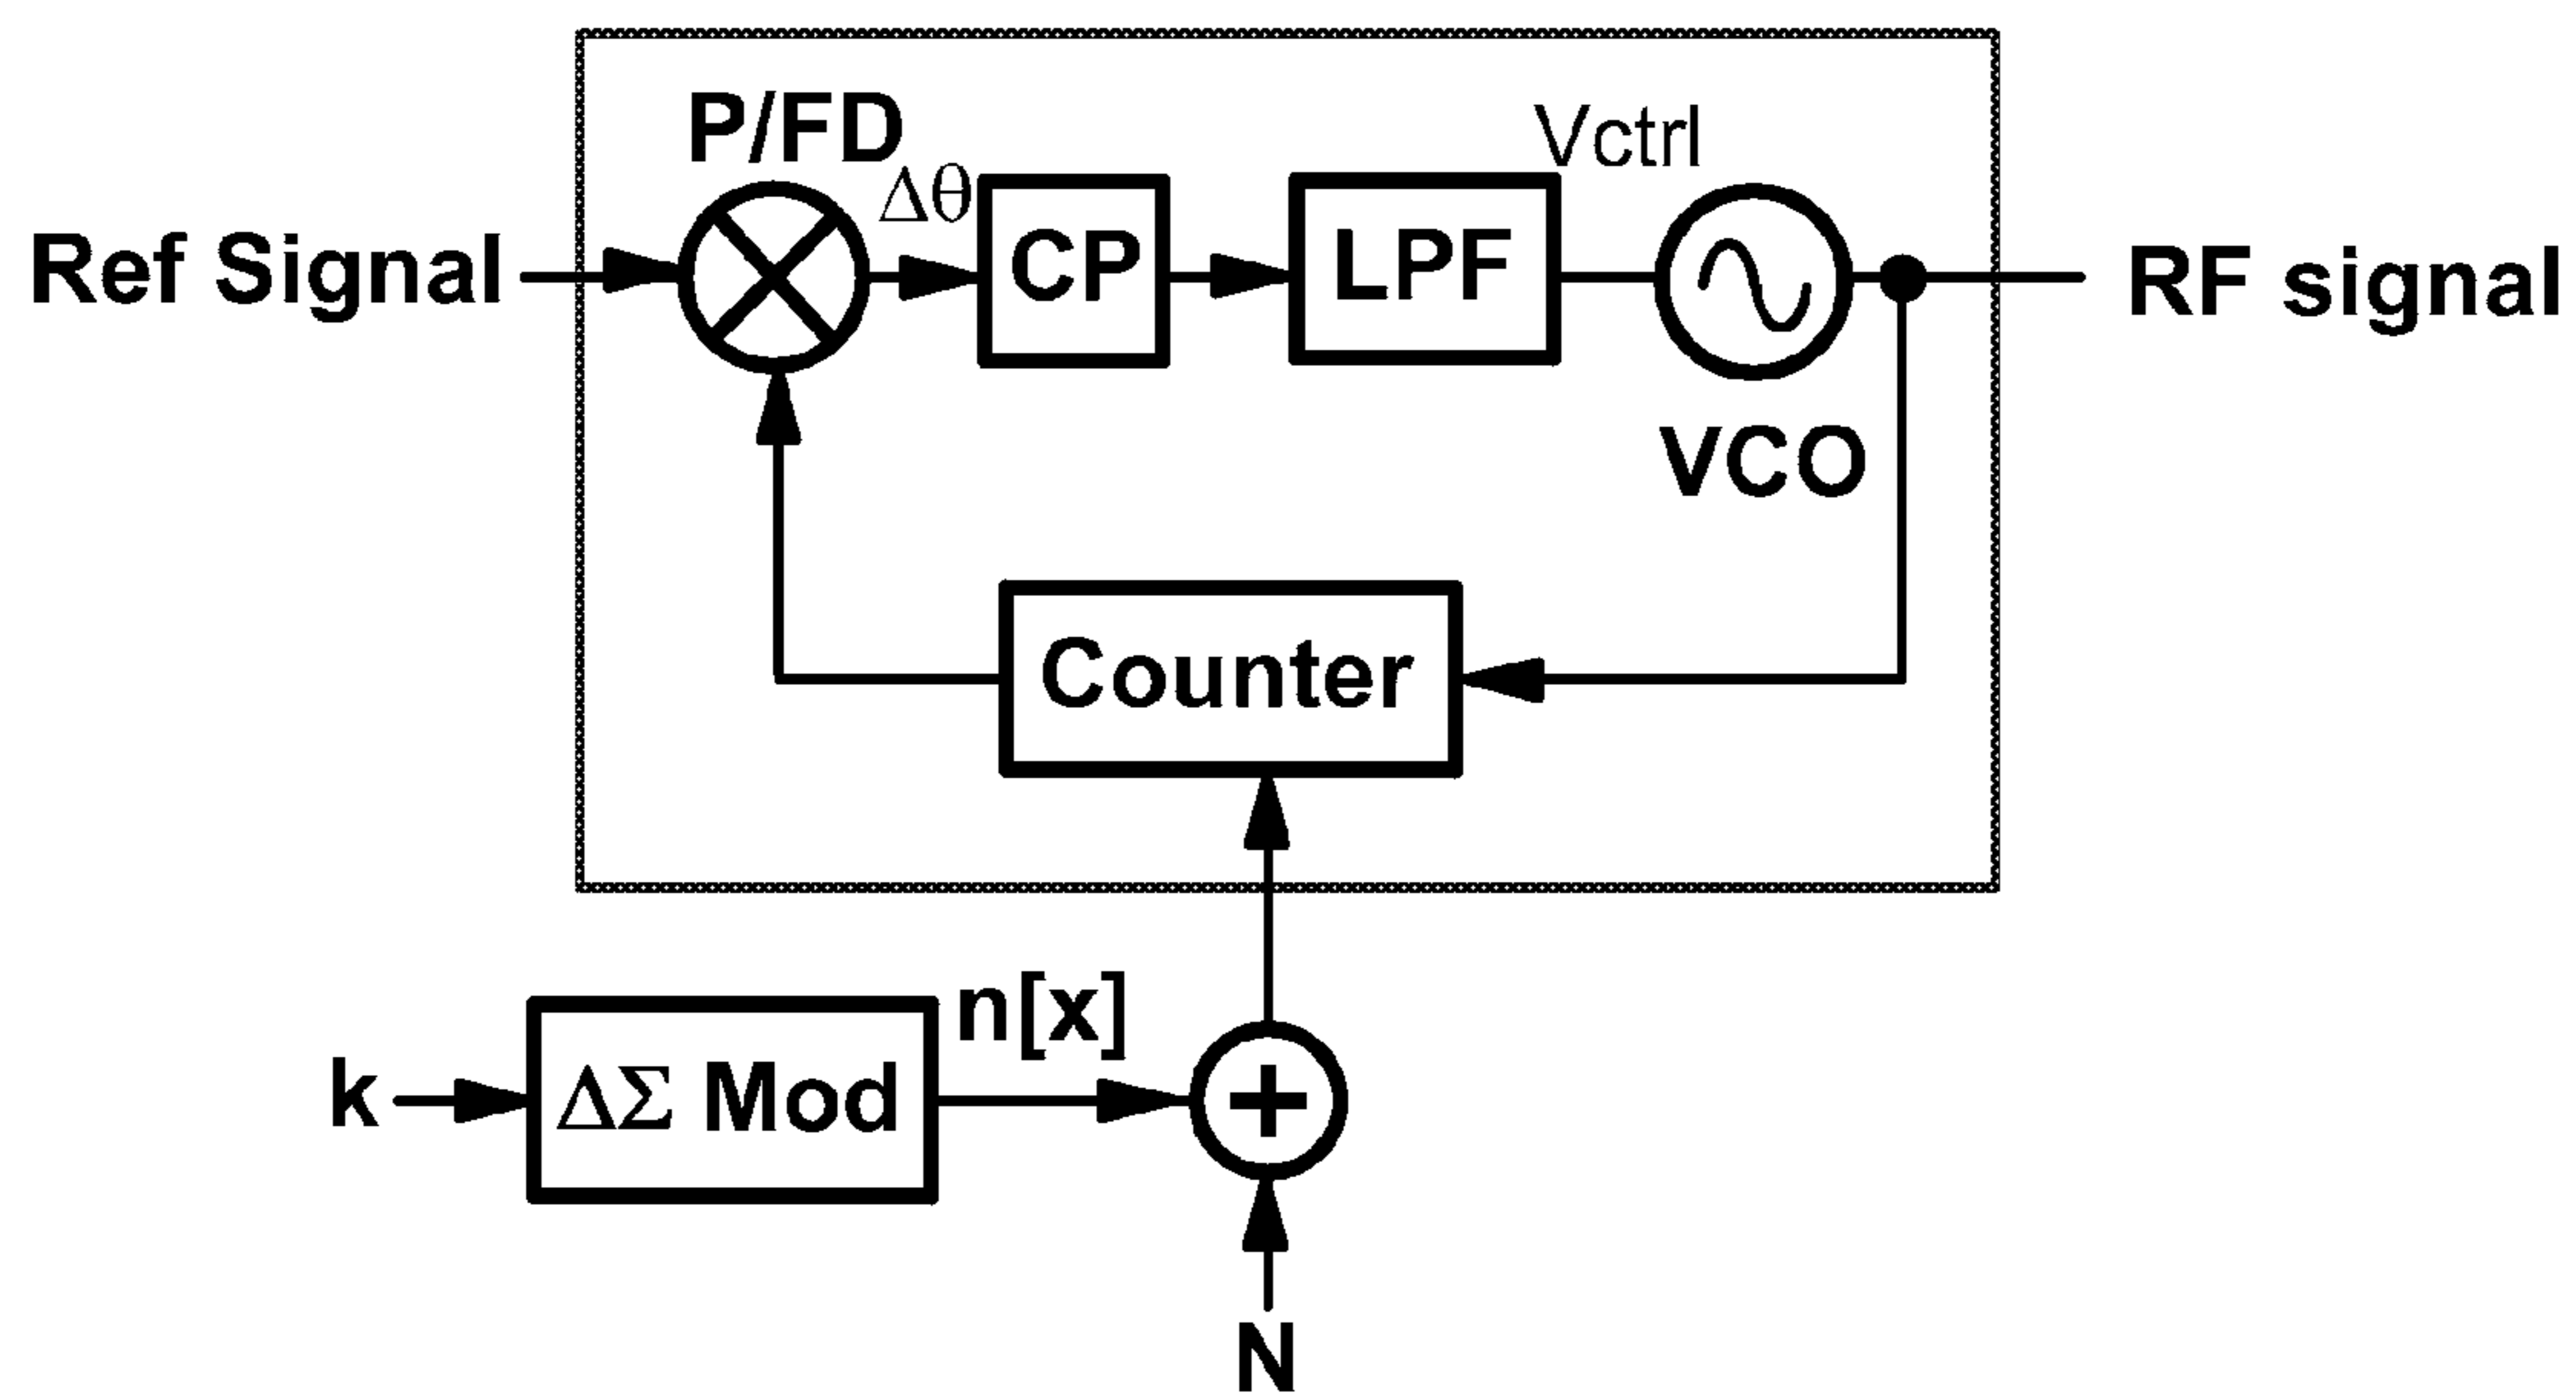 P/FD
Δθ
Vctrl
Ref Signal
CP
LPF
RF signal
VCO
Counter
n[x]
k
ΔΣ Mod
+
N